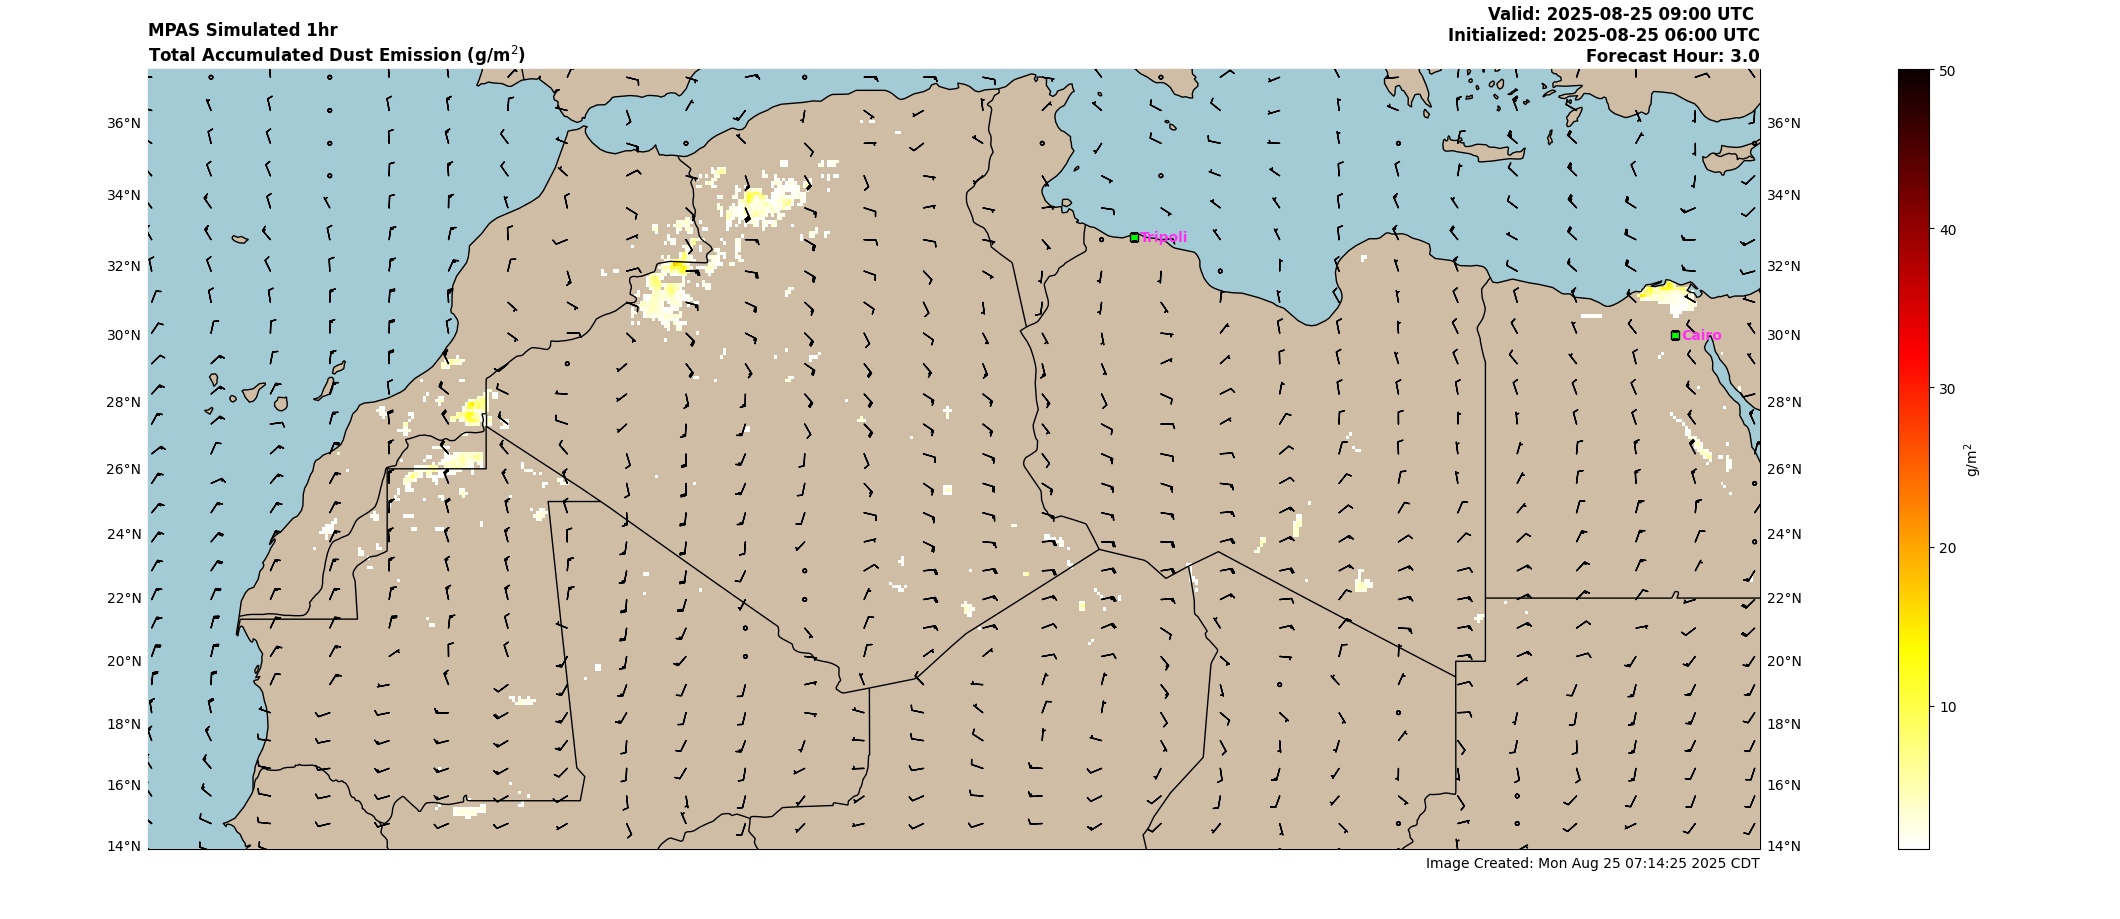 MPAS Simulated 1hr
Total Accumulated Dust Emission (g/m²)
Valid: 2025-08-25 09:00 UTC
Initialized: 2025-08-25 06:00 UTC
Forecast Hour: 3.0
36°N
34°N
32°N
30°N
28°N
26°N
24°N
22°N
20°N
18°N
16°N
14°N
Tripoli
Cairo
36°N
34°N
32°N
30°N
28°N
26°N
24°N
22°N
20°N
18°N
16°N
14°N
50
40
30
20
10
g/m²
Image Created: Mon Aug 25 07:14:25 2025 CDT